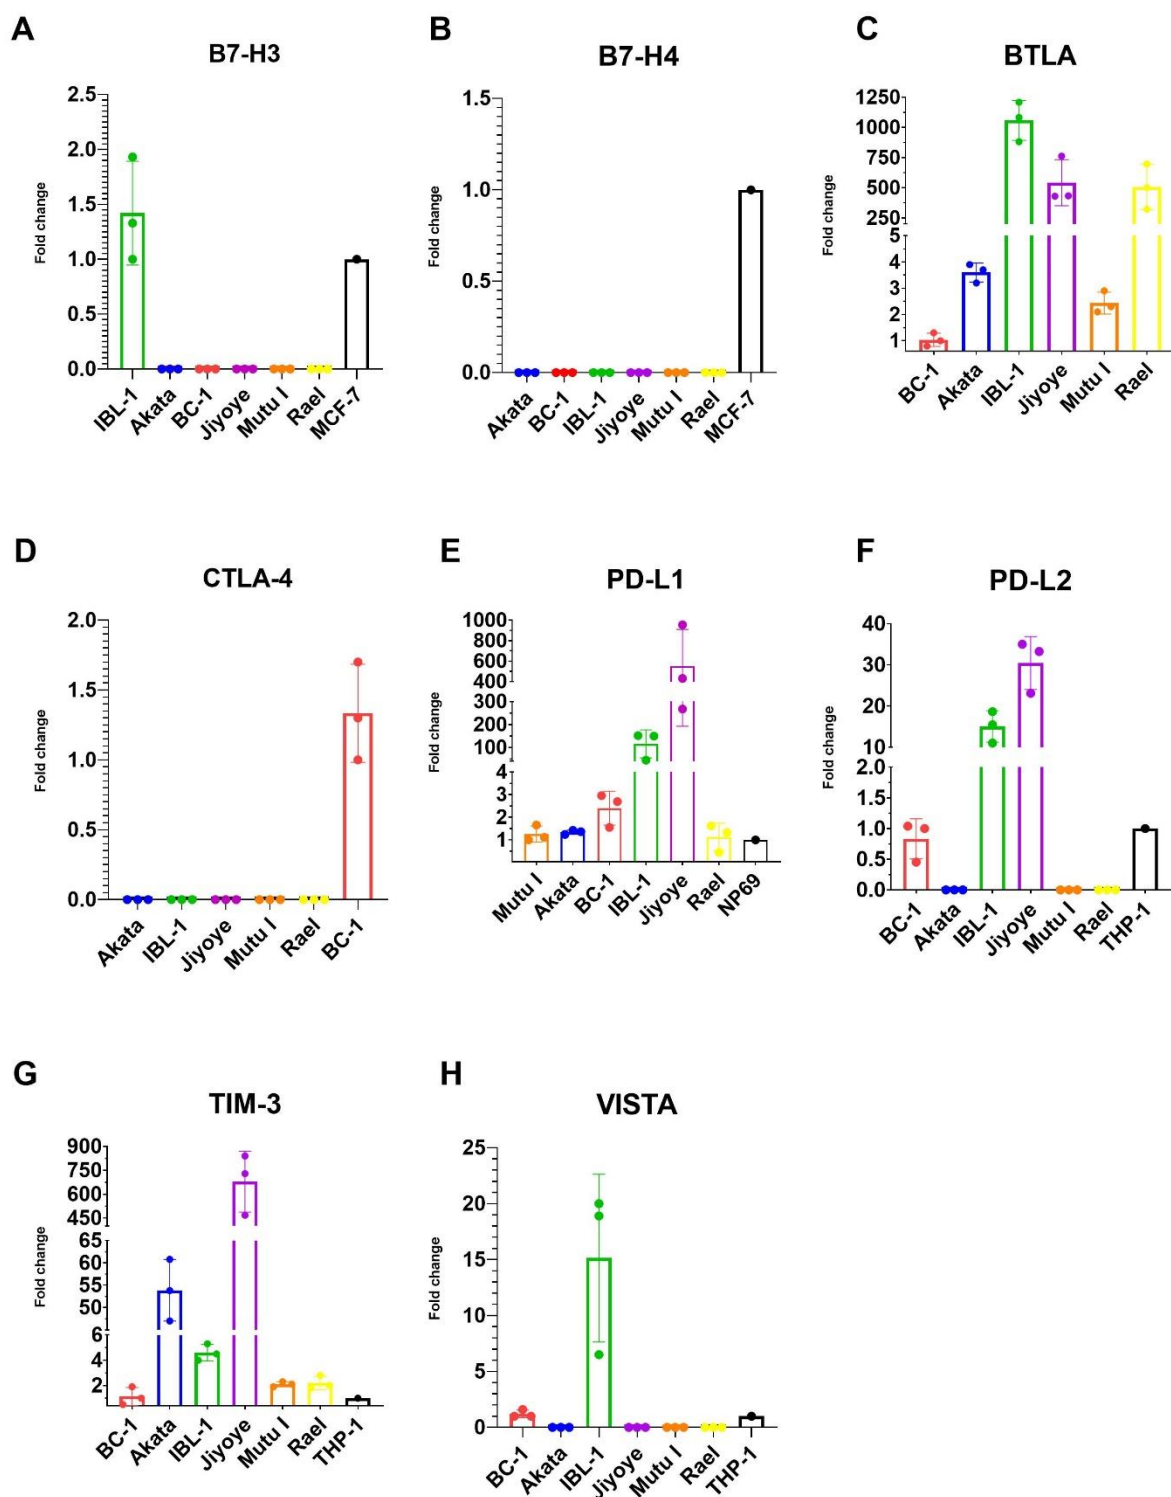 A
B7-H3
Fold change
2.5
2.0
1.5
1.0
0.5
0.0
IBL-1
Akata
BC-1
Jiyoye
Mutu I
Rael
MCF-7
B
B7-H4
Fold change
1.5
1.0
0.5
0.0
Akata
BC-1
IBL-1
Jiyoye
Mutu I
Rael
MCF-7
C
BTLA
Fold change
1250
1000
750
500
250
5
4
3
2
1
BC-1
Akata
IBL-1
Jiyoye
Mutu I
Rael
D
CTLA-4
Fold change
2.0
1.5
1.0
0.5
0.0
Akata
IBL-1
Jiyoye
Mutu I
Rael
BC-1
E
PD-L1
Fold change
1000
800
600
400
300
200
100
4
3
2
1
Mutu I
Akata
BC-1
IBL-1
Jiyoye
Rael
NP69
F
PD-L2
Fold change
40
30
20
10
2.0
1.5
1.0
0.5
0.0
BC-1
Akata
IBL-1
Jiyoye
Mutu I
Rael
THP-1
G
TIM-3
Fold change
900
750
600
450
65
60
55
50
6
4
2
BC-1
Akata
IBL-1
Jiyoye
Mutu I
Rael
THP-1
H
VISTA
Fold change
25
20
15
10
5
0
BC-1
Akata
IBL-1
Jiyoye
Mutu I
Rael
THP-1